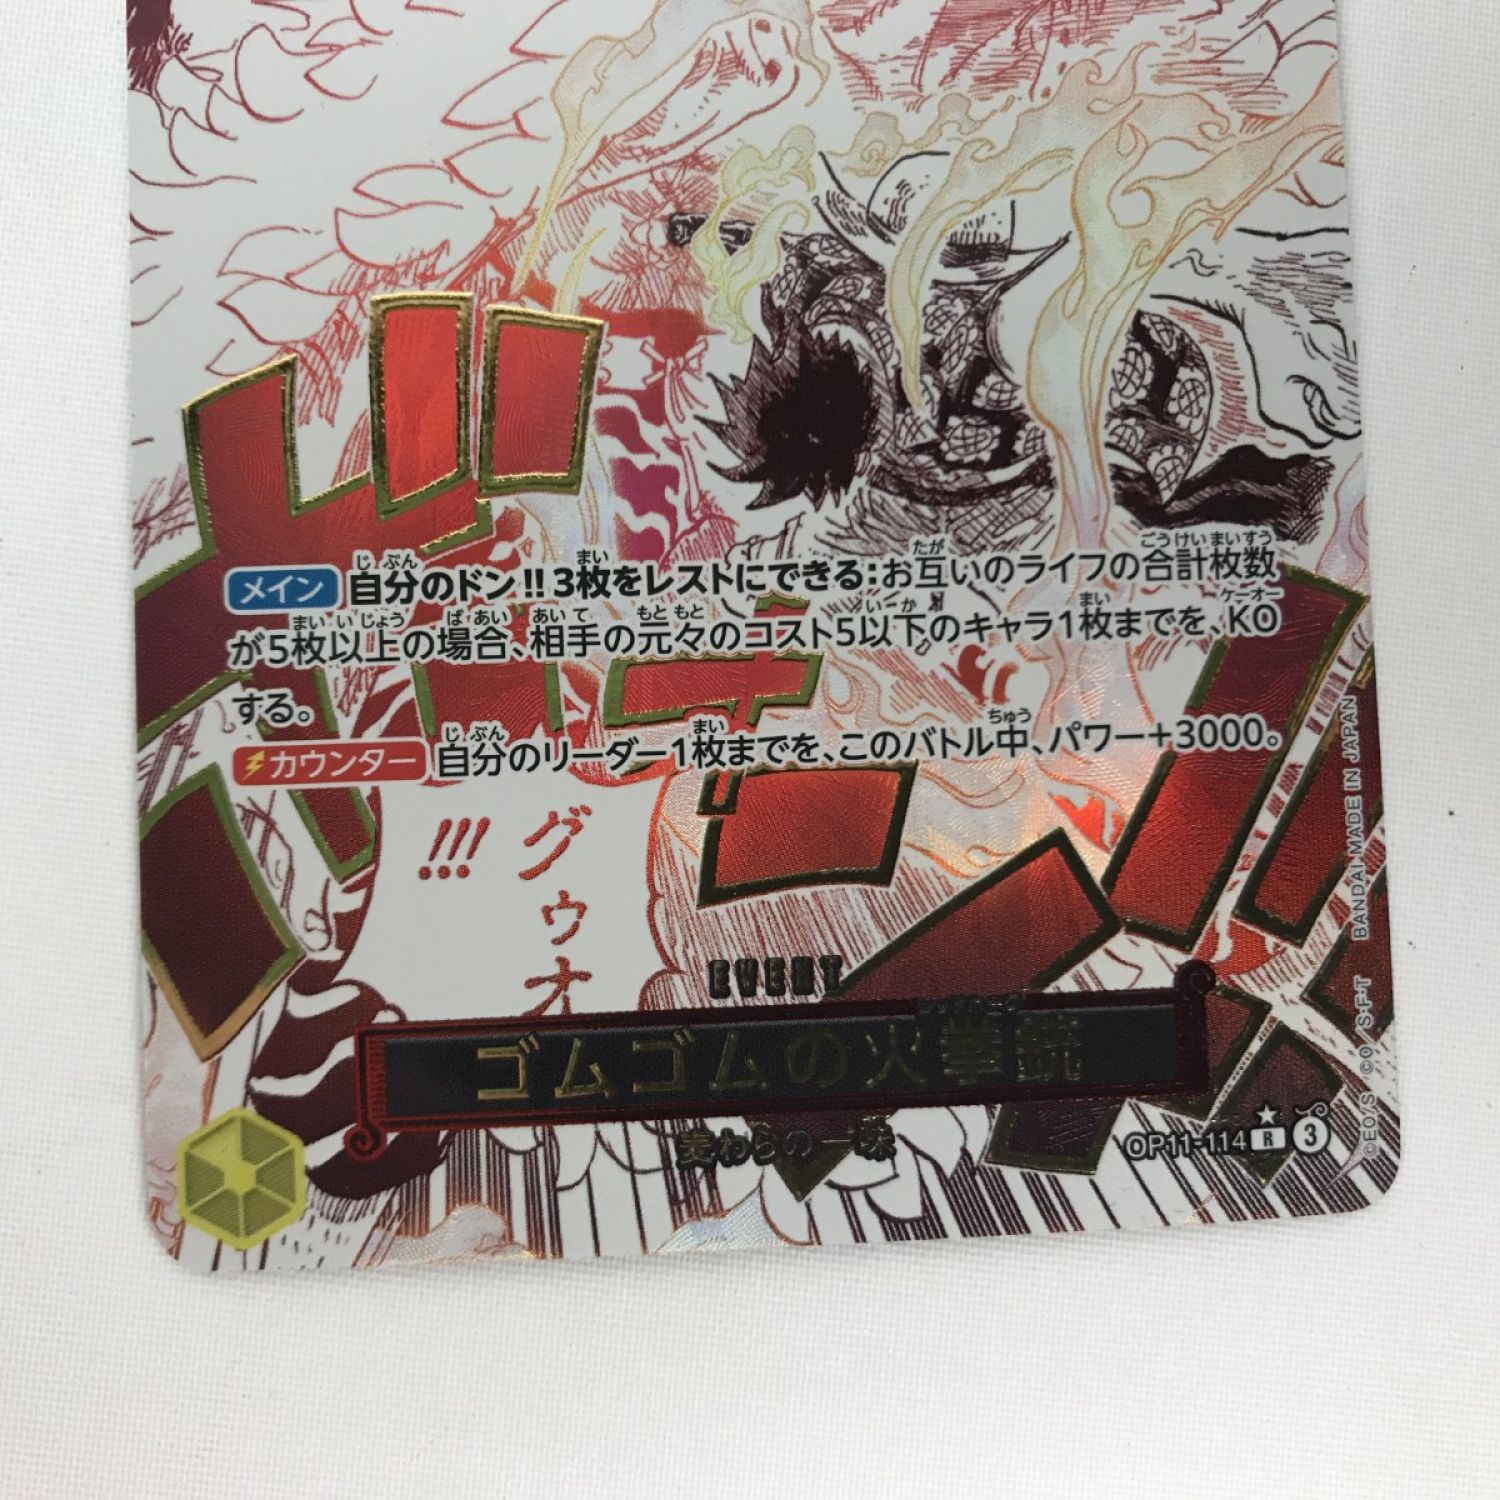 メイン 自分のドン!!3枚をレストにできる:お互いのライフの合計枚数
が5枚以上の場合、相手の元々のコスト5以下のキャラ1枚までを、KO
する。
カウンター 自分のリーダー1枚までを、このバトル中、パワー+3000。
グゥオ
!!!
EVENT
ゴムゴムの火拳銃
麦わらの一味
OP11-114 R 3
©EO/S. ©O S.F.T BANDAI MADE IN JAPAN